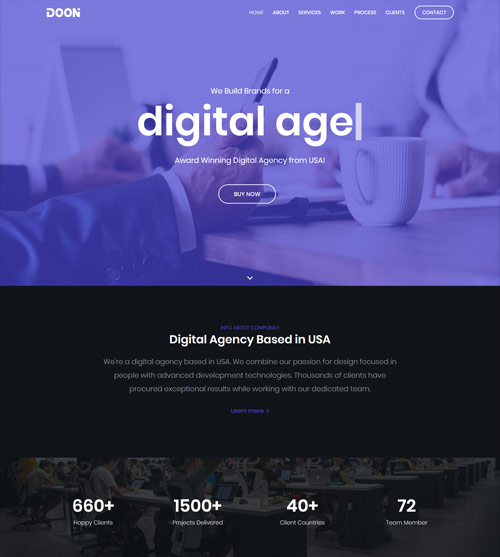 DOON
HOME ABOUT SERVICES WORK PROCESS CLIENTS CONTACT
We Build Brands for a
digital age
Award Winning Digital Agency from USA!
BUY NOW
INFO ABOUT COMPONAY
Digital Agency Based in USA
We're a digital agency based in USA. We combine our passion for design focused in
people with advanced development technologies. Thousands of clients have
procured exceptional results while working with our dedicated team.
Learn more >
660+ 1500+ 40+ 72
Happy Clients Projects Delivered Client Countries Team Member